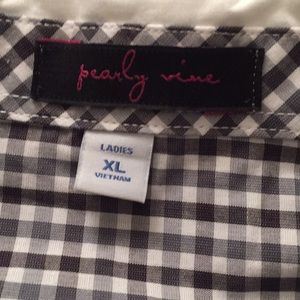 pearly vine
LADIES
XL
VIETNAM